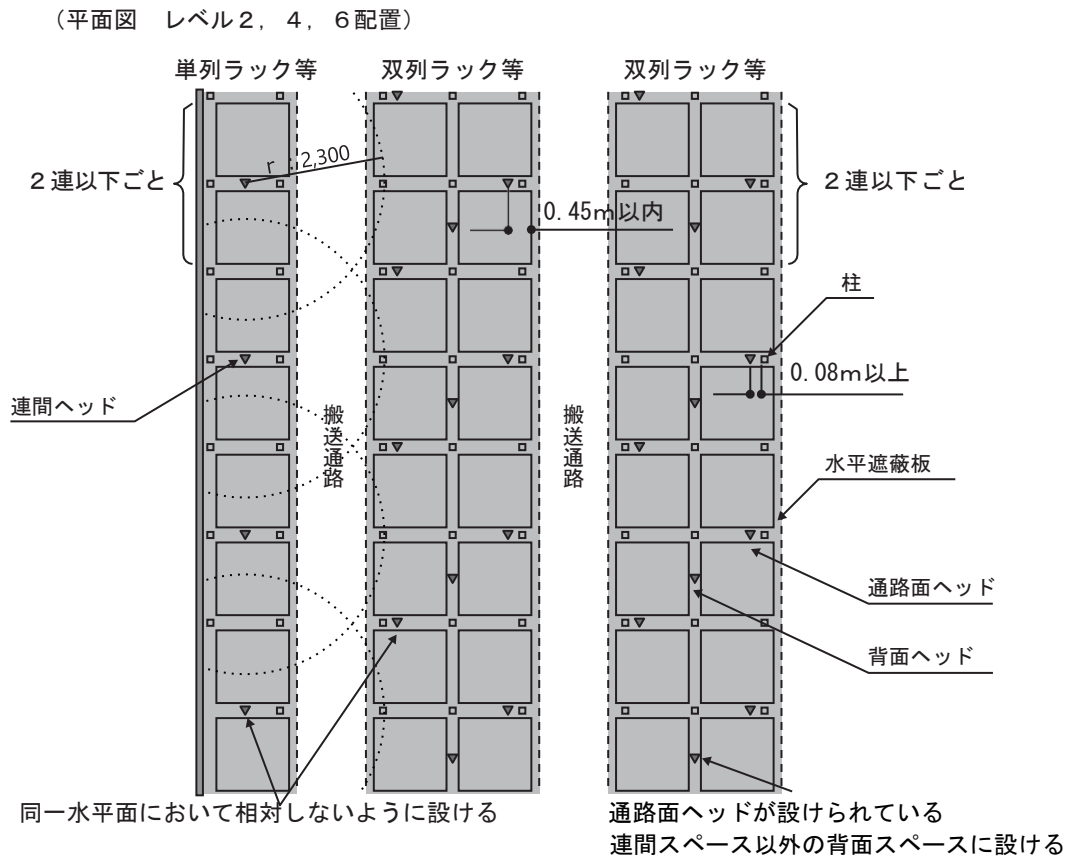 （平面図　レベル２，４，６配置）
単列ラック等
双列ラック等
双列ラック等
２連以下ごと
r : 2,300
0.45m以内
２連以下ごと
柱
0.08m以上
連間ヘッド
搬送通路
搬送通路
水平遮蔽板
通路面ヘッド
背面ヘッド
同一水平面において相対しないように設ける
通路面ヘッドが設けられている
連間スペース以外の背面スペースに設ける